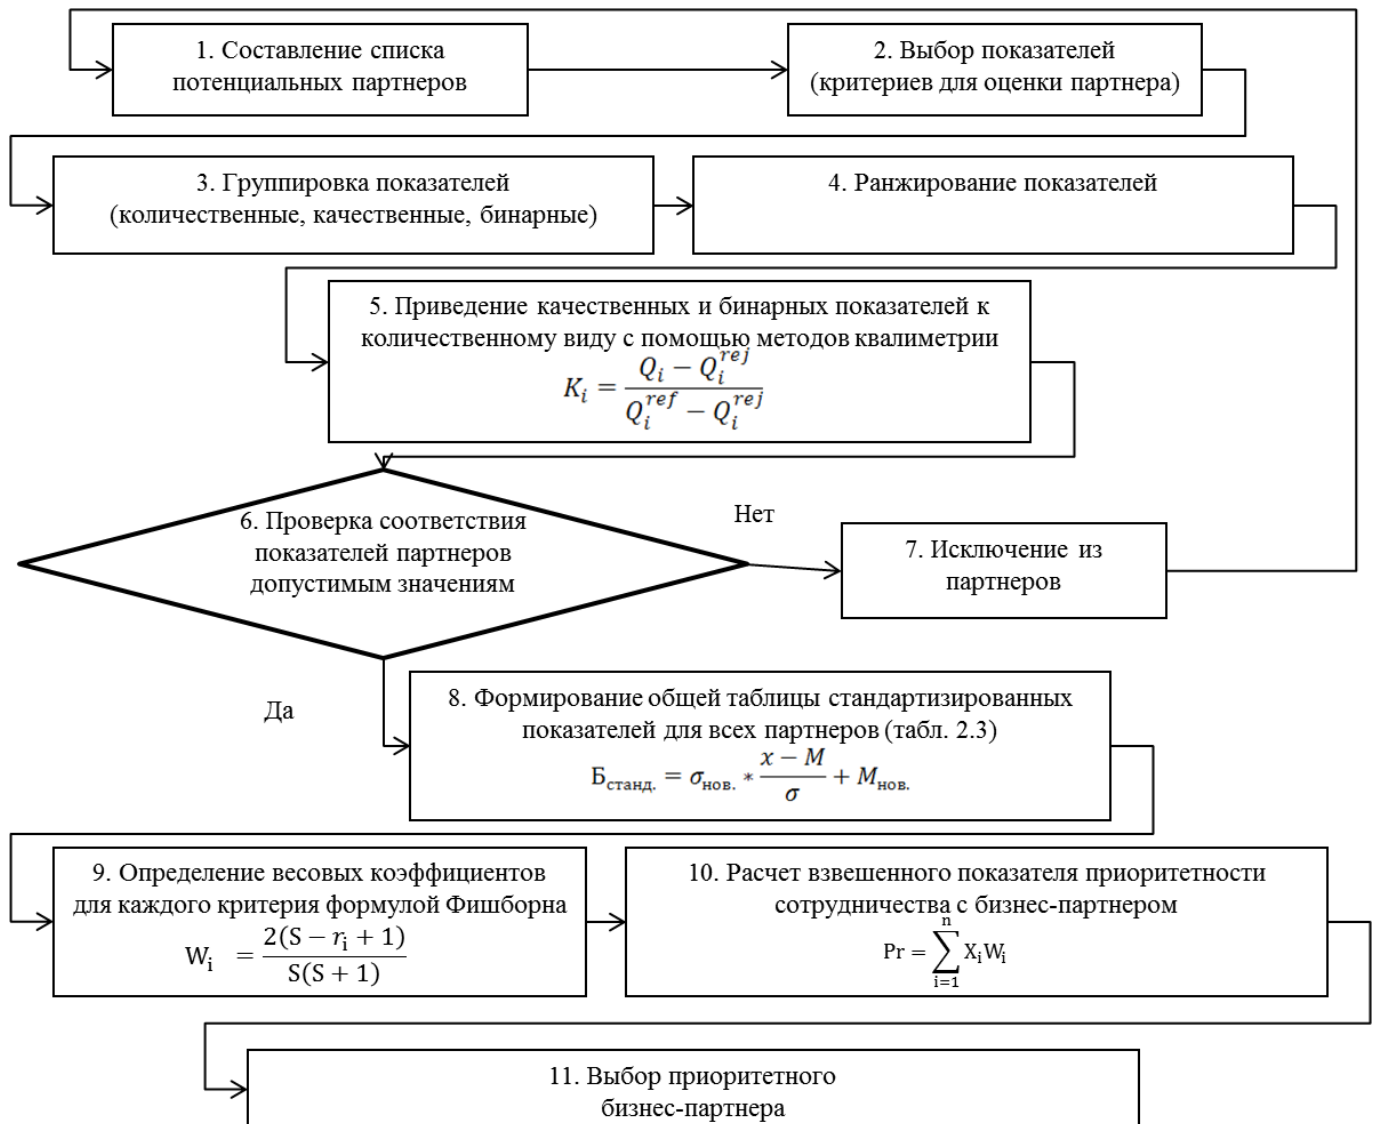 1. Составление списка
потенциальных партнеров
2. Выбор показателей
(критериев для оценки партнера)
3. Группировка показателей
(количественные, качественные, бинарные)
4. Ранжирование показателей
5. Приведение качественных и бинарных показателей к
количественному виду с помощью методов квалиметрии
K_i = (Q_i − Q_i^rej) / (Q_i^ref − Q_i^rej)
6. Проверка соответствия
показателей партнеров
допустимым значениям
Нет
7. Исключение из
партнеров
Да
8. Формирование общей таблицы стандартизированных
показателей для всех партнеров (табл. 2.3)
Б_станд. = σ_нов. * (x − M) / σ + M_нов.
9. Определение весовых коэффициентов
для каждого критерия формулой Фишборна
W_i = 2(S − r_i + 1) / S(S + 1)
10. Расчет взвешенного показателя приоритетности
сотрудничества с бизнес-партнером
Pr = ∑_{i=1}^{n} X_i W_i
11. Выбор приоритетного
бизнес-партнера